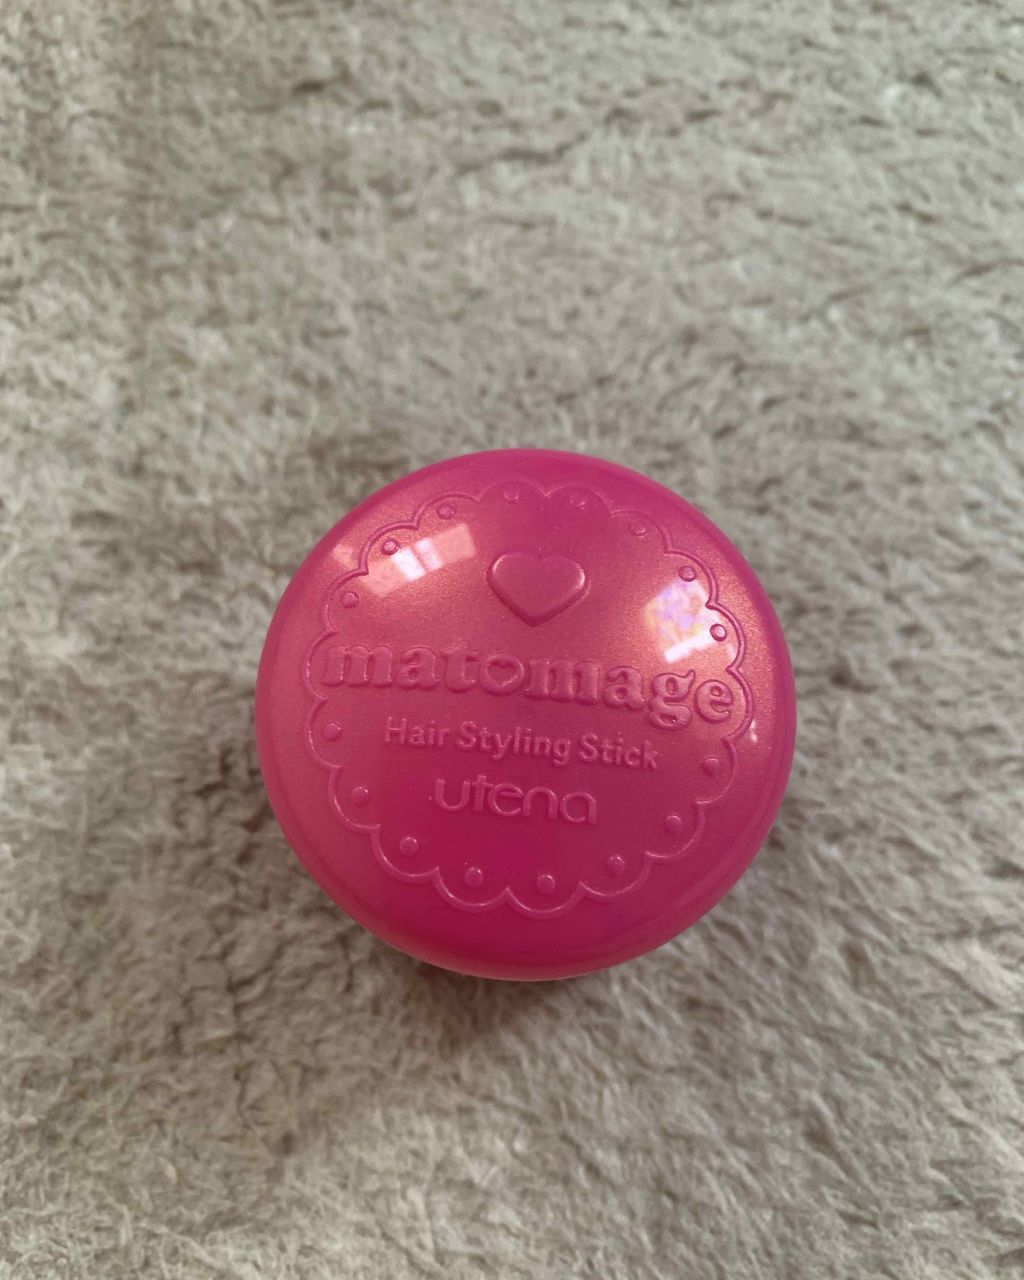 matomage
Hair Styling Stick
utena